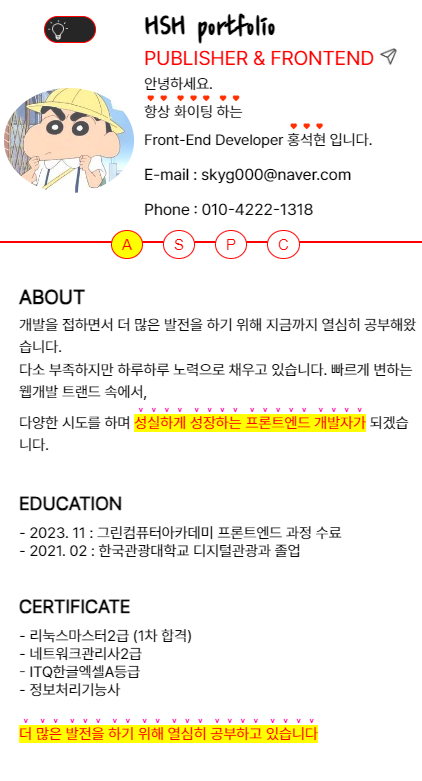 HSH portfolio
PUBLISHER & FRONTEND
안녕하세요.
항상 화이팅 하는
Front-End Developer 홍석현 입니다.
E-mail : skyg000@naver.com
Phone : 010-4222-1318
A S P C
ABOUT
개발을 접하면서 더 많은 발전을 하기 위해 지금까지 열심히 공부해왔
습니다.
다소 부족하지만 하루하루 노력으로 채우고 있습니다. 빠르게 변하는
웹개발 트랜드 속에서,
다양한 시도를 하며 성실하게 성장하는 프론트엔드 개발자가 되겠습
니다.
EDUCATION
- 2023. 11 : 그린컴퓨터아카데미 프론트엔드 과정 수료
- 2021. 02 : 한국관광대학교 디지털관광과 졸업
CERTIFICATE
- 리눅스마스터2급 (1차 합격)
- 네트워크관리사2급
- ITQ한글엑셀A등급
- 정보처리기능사
더 많은 발전을 하기 위해 열심히 공부하고 있습니다